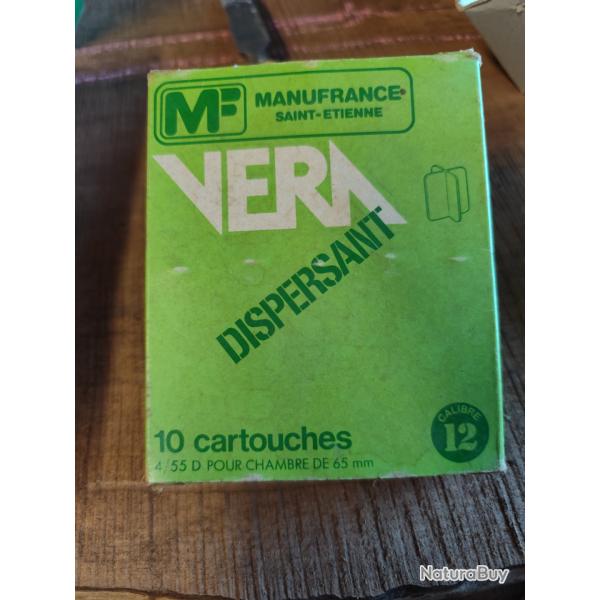 MF
MANUFRANCE
SAINT-ETIENNE
VERA
DISPERSANT
10 cartouches
4/55 D POUR CHAMBRE DE 65 mm
CALIBRE
12
NaturaBuy